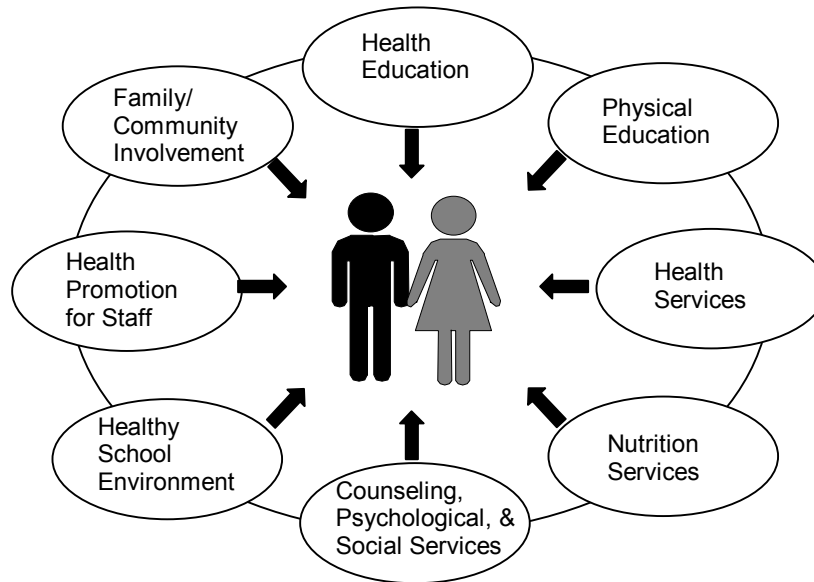 Health
Education
Physical
Education
Health
Services
Nutrition
Services
Counseling,
Psychological, &
Social Services
Healthy
School
Environment
Health
Promotion
for Staff
Family/
Community
Involvement